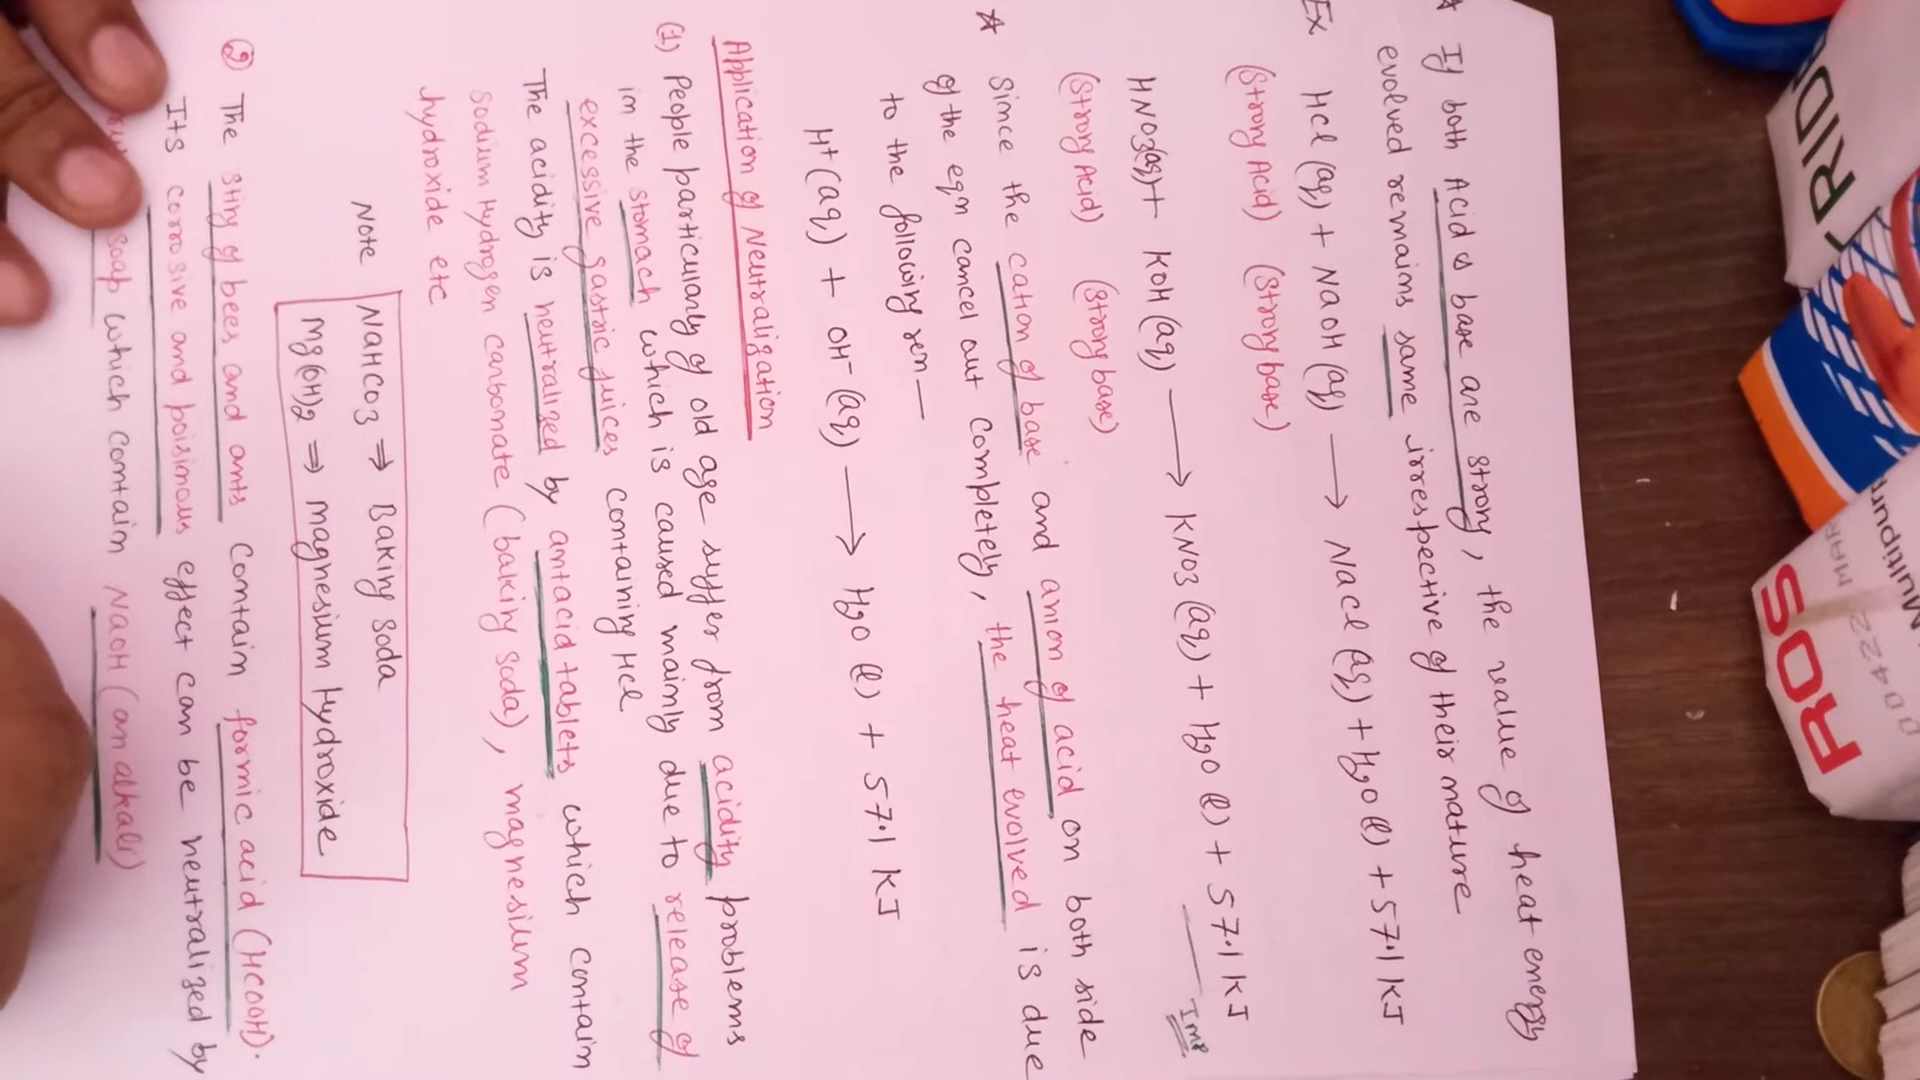 ★ If both Acid & base are strong, the value of heat energy
evolved remains same irrespective of their mature
Ex HCl (aq) + NaOH (aq) ⟶ NaCl (aq) + H2O (l) + 57.1 KJ
(Strong Acid) (Strong base)
HNO3(aq) + KOH (aq) ⟶ KNO3 (aq) + H2O (l) + 57.1 KJ
Imp
(Strong Acid) (Strong base)
★ Since the cation of base and anion of acid on both side
of the eqn cancel out completely, the heat evolved is due
to the following rem —
H+ (aq) + OH- (aq) ⟶ H2O (l) + 57.1 KJ
Application of Neutralization
(1) People particularly of old age suffer from acidity problems
in the stomach which is caused mainly due to release of
excessive gastric juices containing HCl
The acidity is neutralized by antacid tablets which contain
sodium Hydrogen carbonate (baking soda), magnesium
hydroxide etc
Note NaHCO3 ⇒ Baking Soda
Mg(OH)2 ⇒ magnesium Hydroxide
② The sting of bees and ants contain formic acid (HCOOH).
Its corrosive and poisinous effect can be neutralized by
soap which contain NaOH (an alkali)
ROS
Multipur
0422 MAR